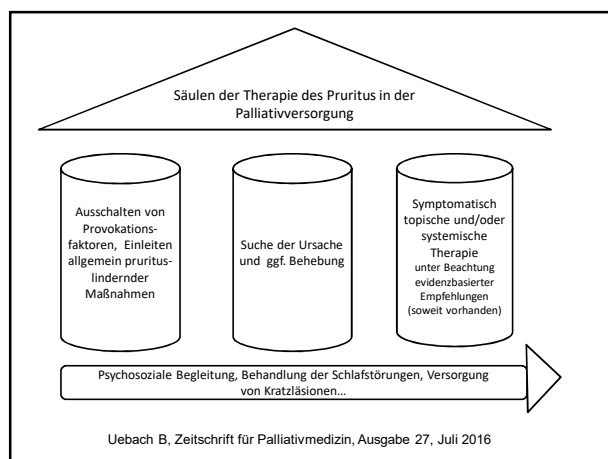 Säulen der Therapie des Pruritus in der
Palliativversorgung
Ausschalten von
Provokations-
faktoren, Einleiten
allgemein pruritus-
lindernder
Maßnahmen
Suche der Ursache
und ggf. Behebung
Symptomatisch
topische und/oder
systemische
Therapie
unter Beachtung
evidenzbasierter
Empfehlungen
(soweit vorhanden)
Psychosoziale Begleitung, Behandlung der Schlafstörungen, Versorgung
von Kratzläsionen…
Uebach B, Zeitschrift für Palliativmedizin, Ausgabe 27, Juli 2016